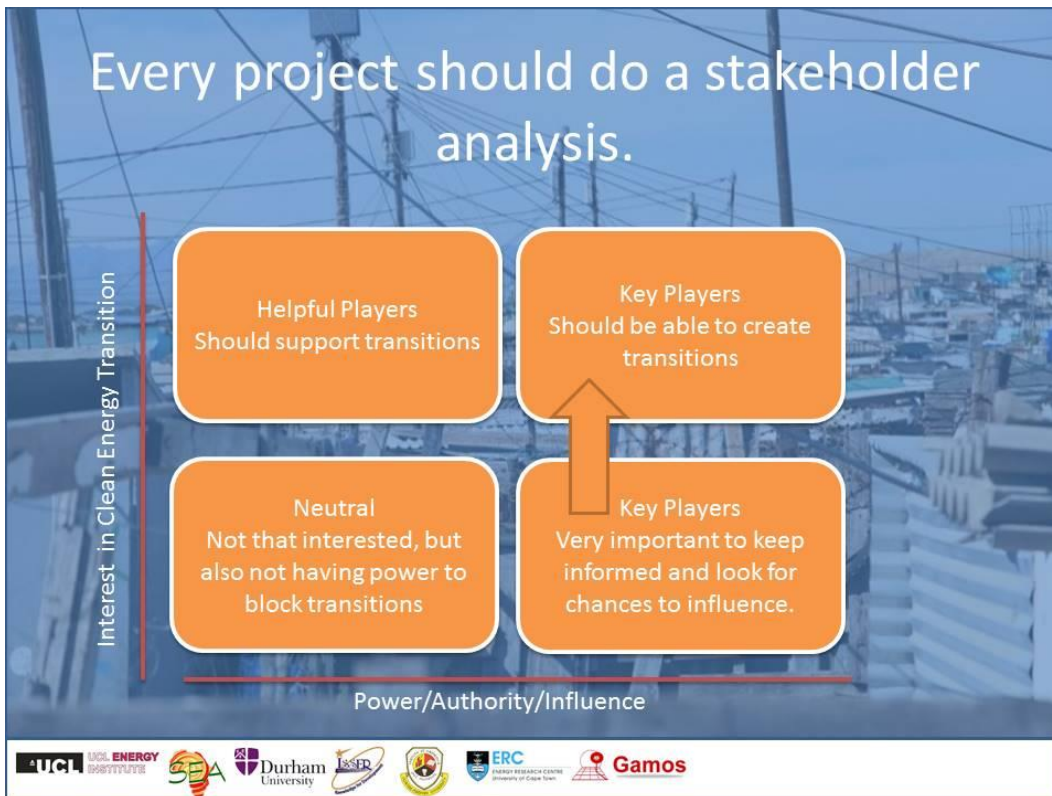 Every project should do a stakeholder
analysis.
Interest in Clean Energy Transition
Helpful Players
Should support transitions
Key Players
Should be able to create
transitions
Neutral
Not that interested, but
also not having power to
block transitions
Key Players
Very important to keep
informed and look for
chances to influence.
Power/Authority/Influence
UCL
UCL ENERGY
INSTITUTE
SEA
Durham
University
ISSER
ERC
ENERGY RESEARCH CENTRE
University of Cape Town
Gamos